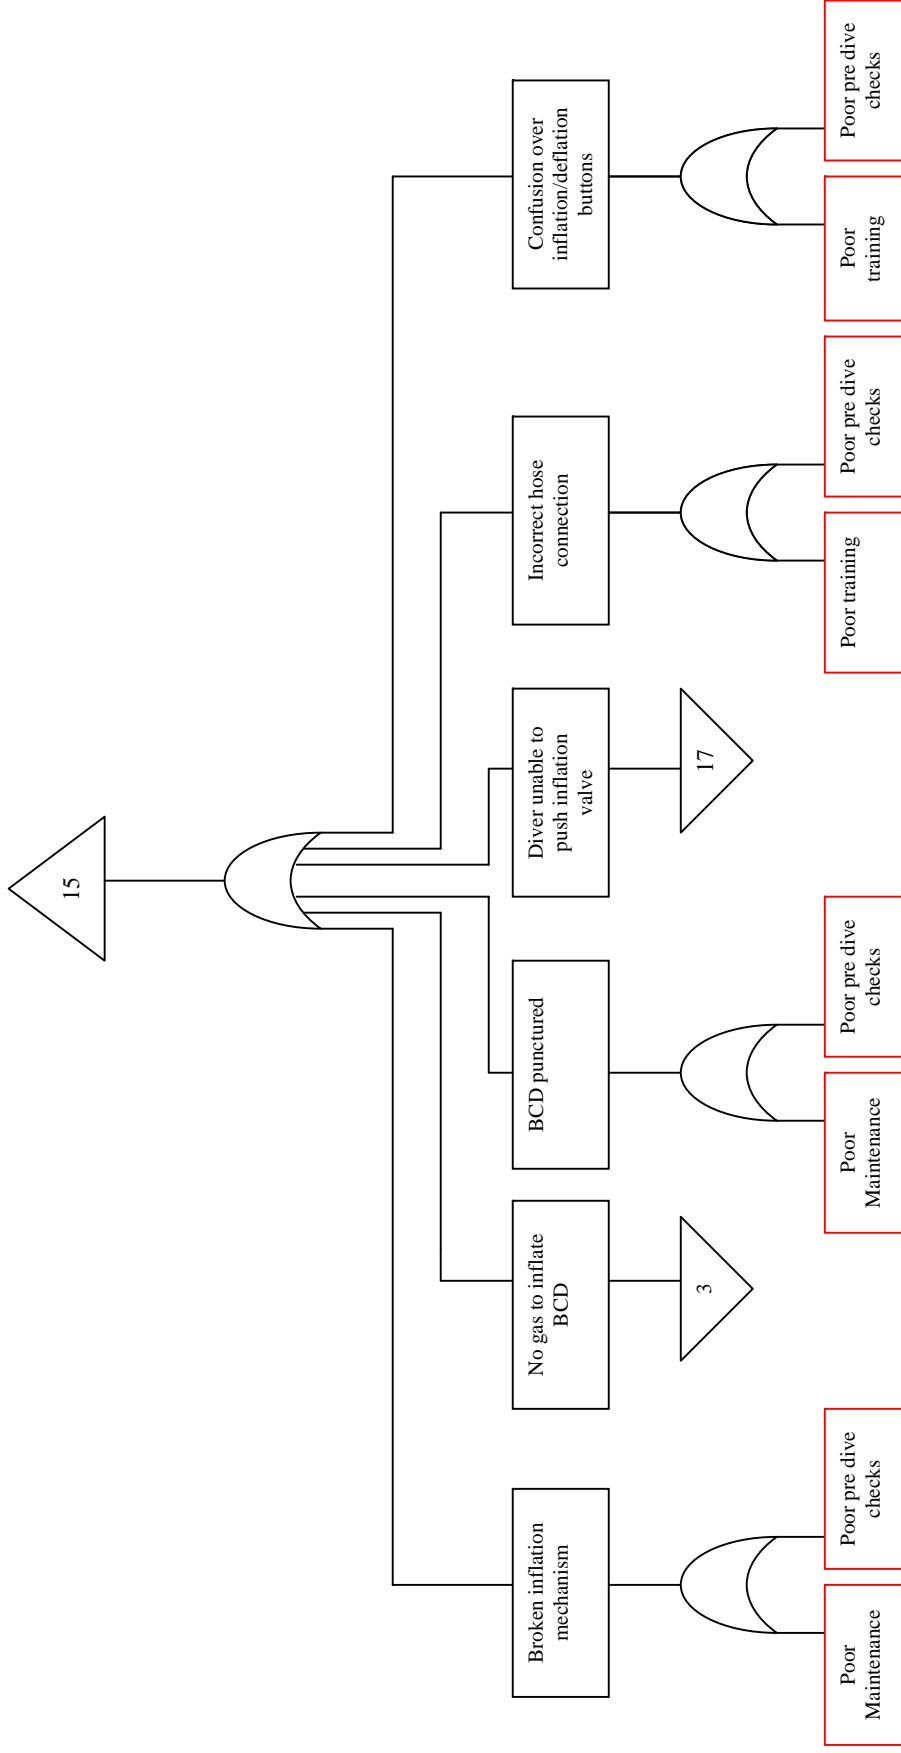 15
Broken inflation
mechanism
No gas to inflate
BCD
BCD punctured
Diver unable to
push inflation
valve
Incorrect hose
connection
Confusion over
inflation/deflation
buttons
3
17
Poor
Maintenance
Poor pre dive
checks
Poor
Maintenance
Poor pre dive
checks
Poor training
Poor pre dive
checks
Poor
training
Poor pre dive
checks